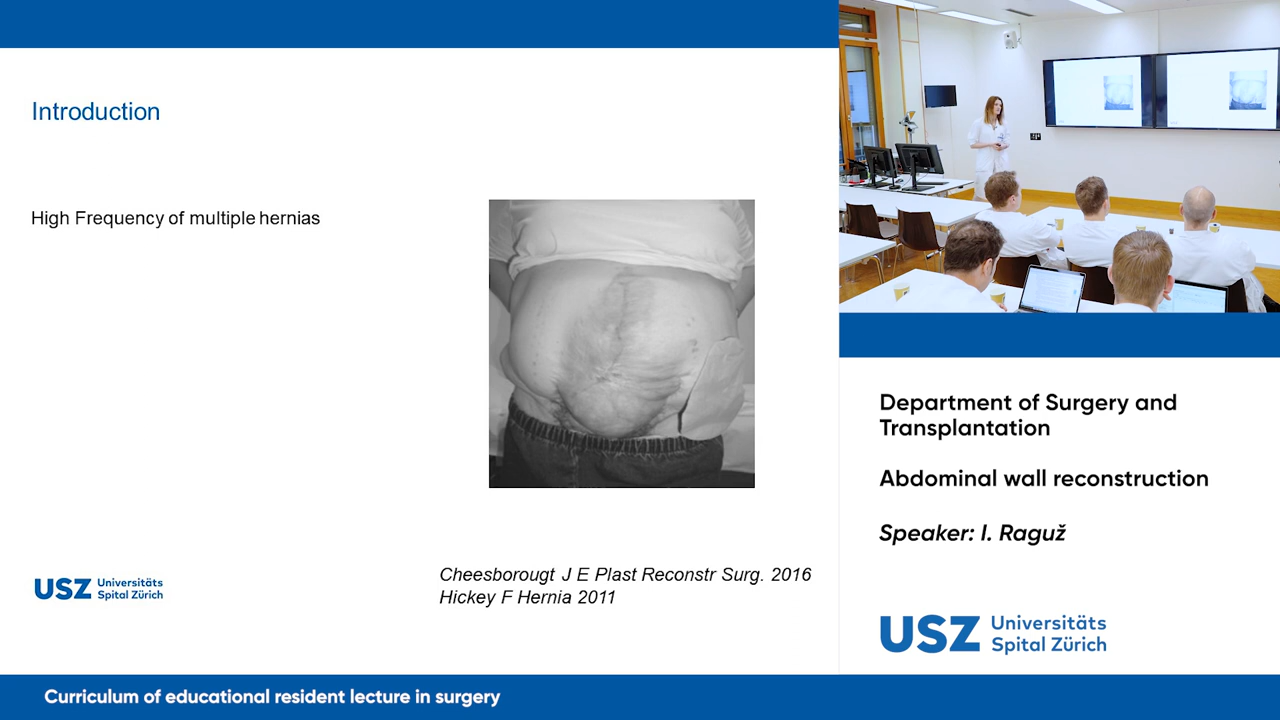 Introduction
High Frequency of multiple hernias
Cheesborougt J E Plast Reconstr Surg. 2016
Hickey F Hernia 2011
USZ Universitäts
Spital Zürich
Department of Surgery and
Transplantation
Abdominal wall reconstruction
Speaker: I. Raguž
USZ Universitäts
Spital Zürich
Curriculum of educational resident lecture in surgery